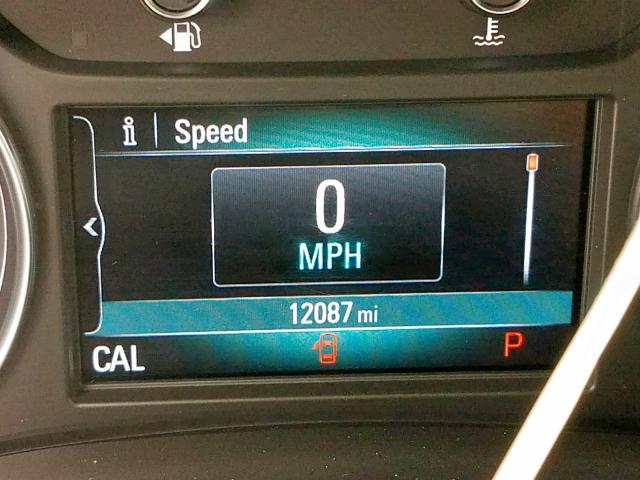 i | Speed
0
MPH
12087 mi
CAL P